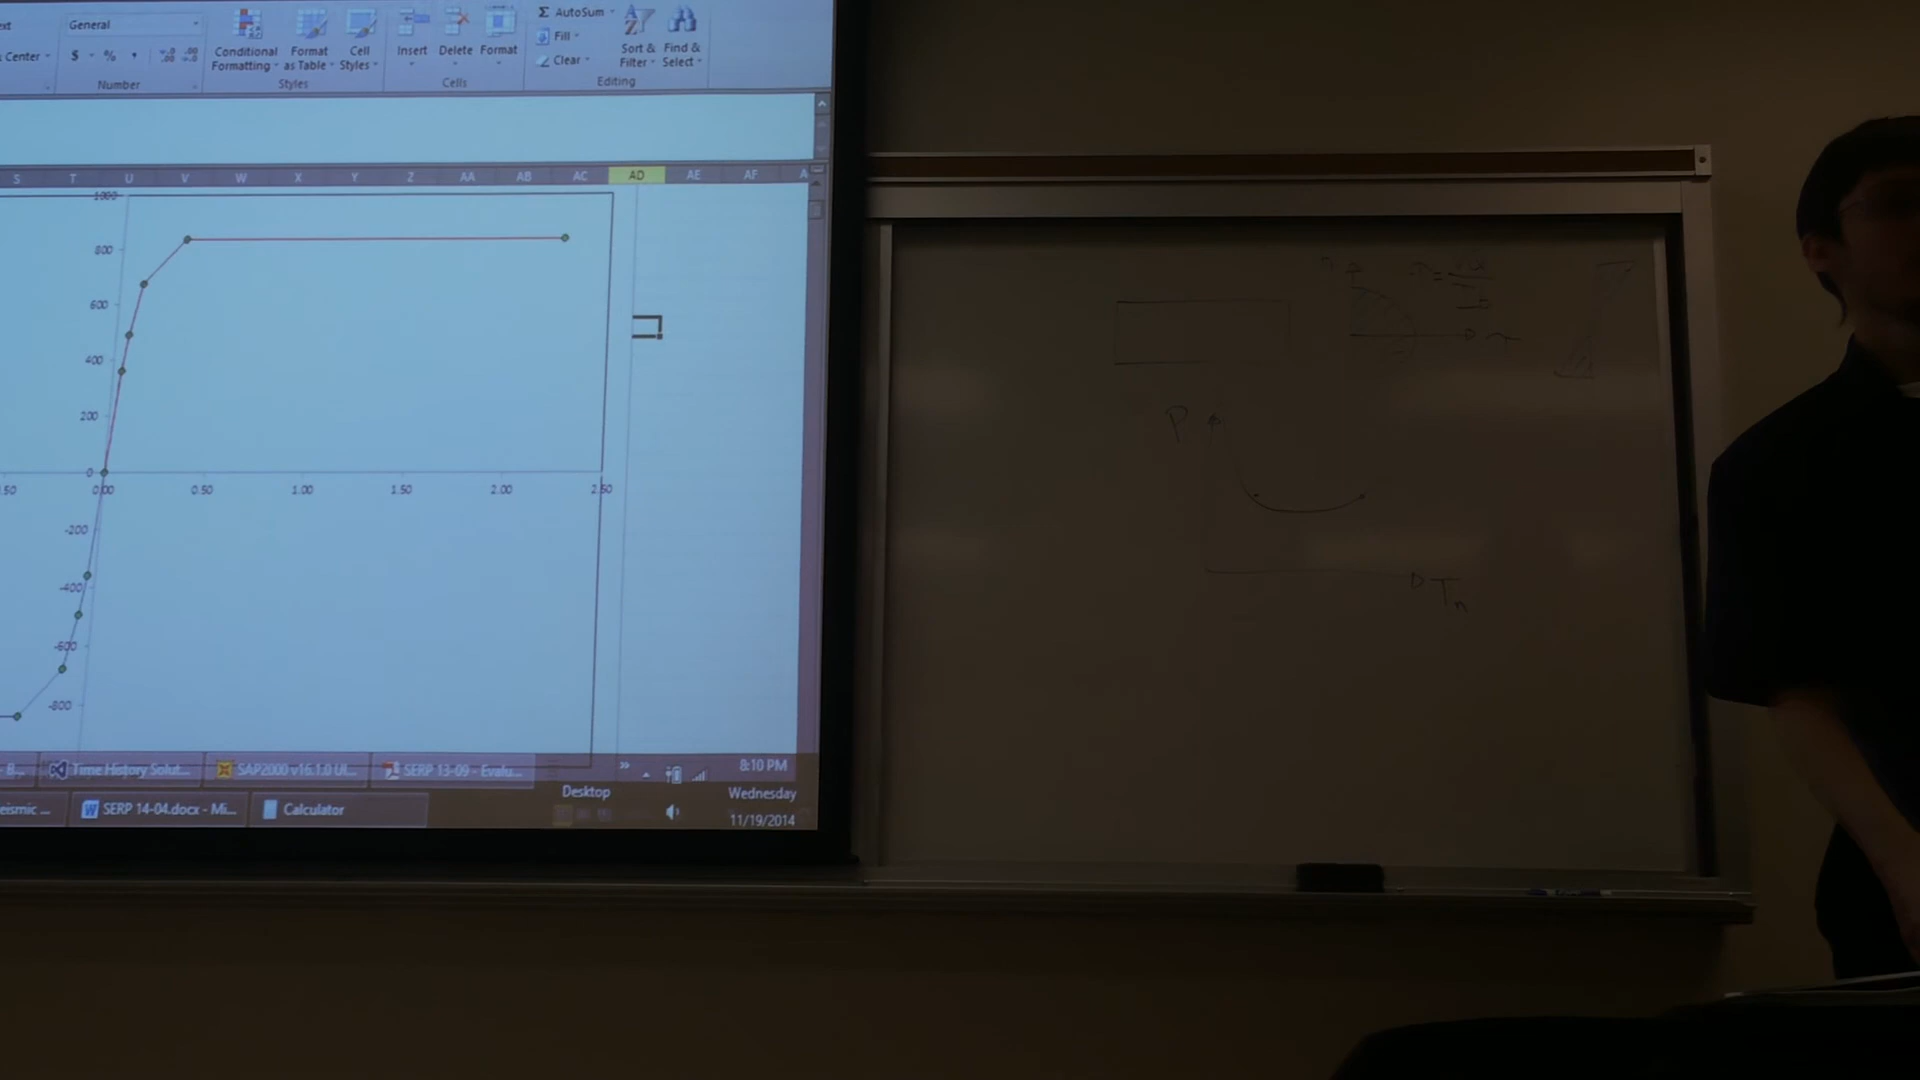 General
Center
$ %
Number
Conditional Formatting
Format as Table
Cell Styles
Styles
Insert
Delete
Format
Cells
Σ AutoSum
Fill
Clear
Sort & Filter
Find & Select
Editing
S T U V W X Y Z AA AB AC AD AE AF
1000
800
600
400
200
0
0.00 0.50 1.00 1.50 2.00 2.50
-200
-400
-600
-800
Time History Solut...
SAP2000 v16.1.0 Ul...
SERP 13-09 - Evalu...
8:10 PM
eismic ...
SERP 14-04.docx - Mi...
Calculator
Desktop
Wednesday
11/19/2014
P
Tn